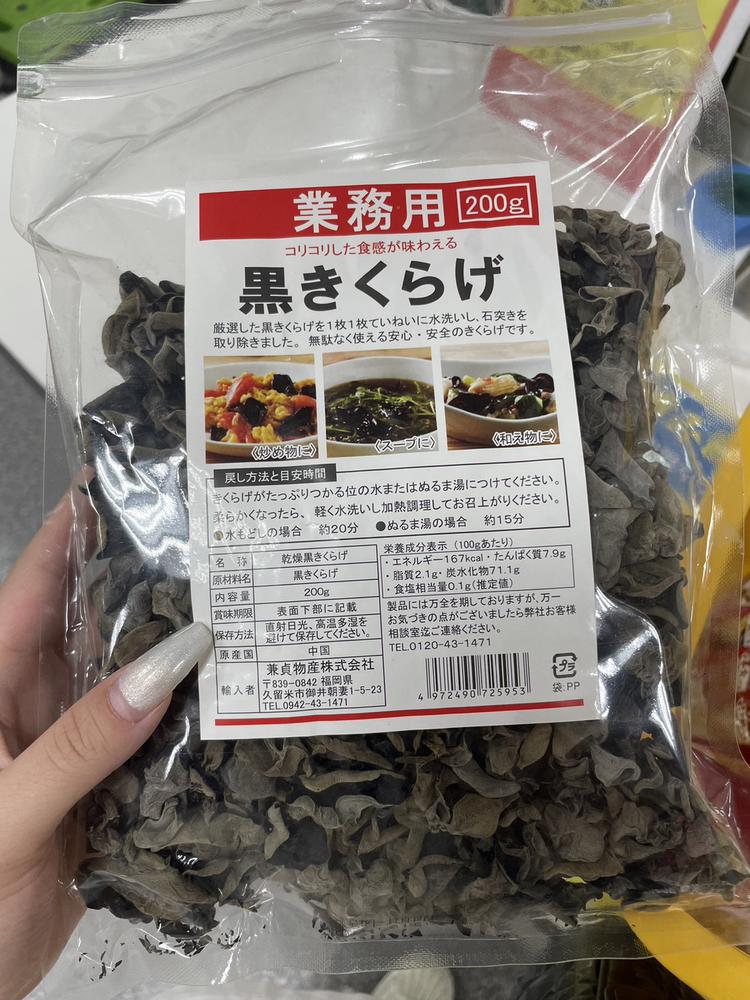 業務用 200g
コリコリした食感が味わえる
黒きくらげ
厳選した黒きくらげを1枚1枚ていねいに水洗いし、石突きを
取り除きました。無駄なく使える安心・安全のきくらげです。
〈炒め物に〉 〈スープに〉 〈和え物に〉
戻し方法と目安時間
きくらげがたっぷりつかる位の水またはぬるま湯につけてください。
柔らかくなったら、軽く水洗いし加熱調理してお召上がりください。
●水もどしの場合 約20分 ●ぬるま湯の場合 約15分
名称 乾燥黒きくらげ
原材料名 黒きくらげ
内容量 200g
賞味期限 表面下部に記載
保存方法 直射日光、高温多湿を
避けて保存してください。
原産国 中国
輸入者 兼貞物産株式会社
〒839-0842 福岡県
久留米市御井朝妻1-5-23
TEL.0942-43-1471
栄養成分表示(100gあたり)
・エネルギー167kcal・たんぱく質7.9g
・脂質2.1g・炭水化物71.1g
・食塩相当量0.1g(推定値)
製品には万全を期しておりますが、万一
お気づきの点がございましたら弊社お客様
相談室迄ご連絡ください。
TEL0120-43-1471
4 972490 725953
プラ
袋:PP